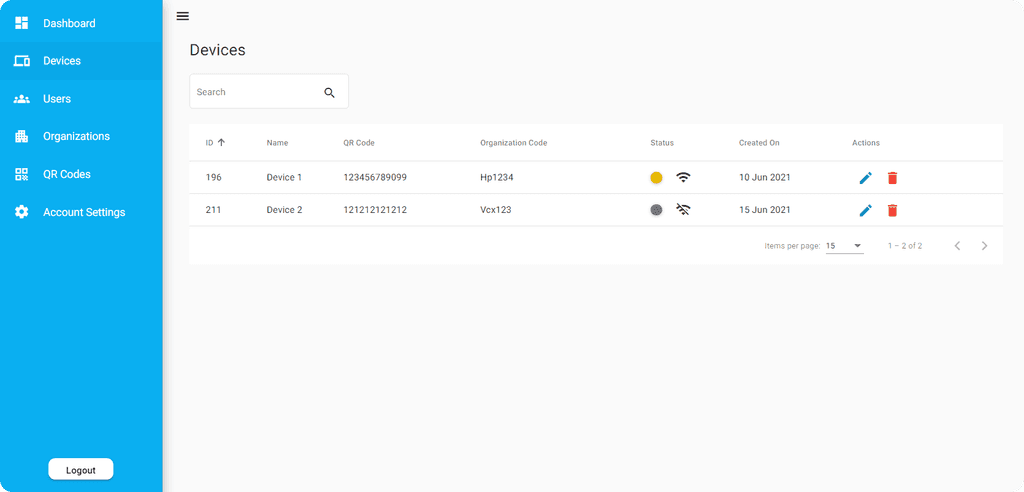 Dashboard
Devices
Users
Organizations
QR Codes
Account Settings
Logout
Devices
Search
ID Name QR Code Organization Code Status Created On Actions
196 Device 1 123456789099 Hp1234 10 Jun 2021
211 Device 2 121212121212 Vcx123 15 Jun 2021
Items per page: 15 1 – 2 of 2